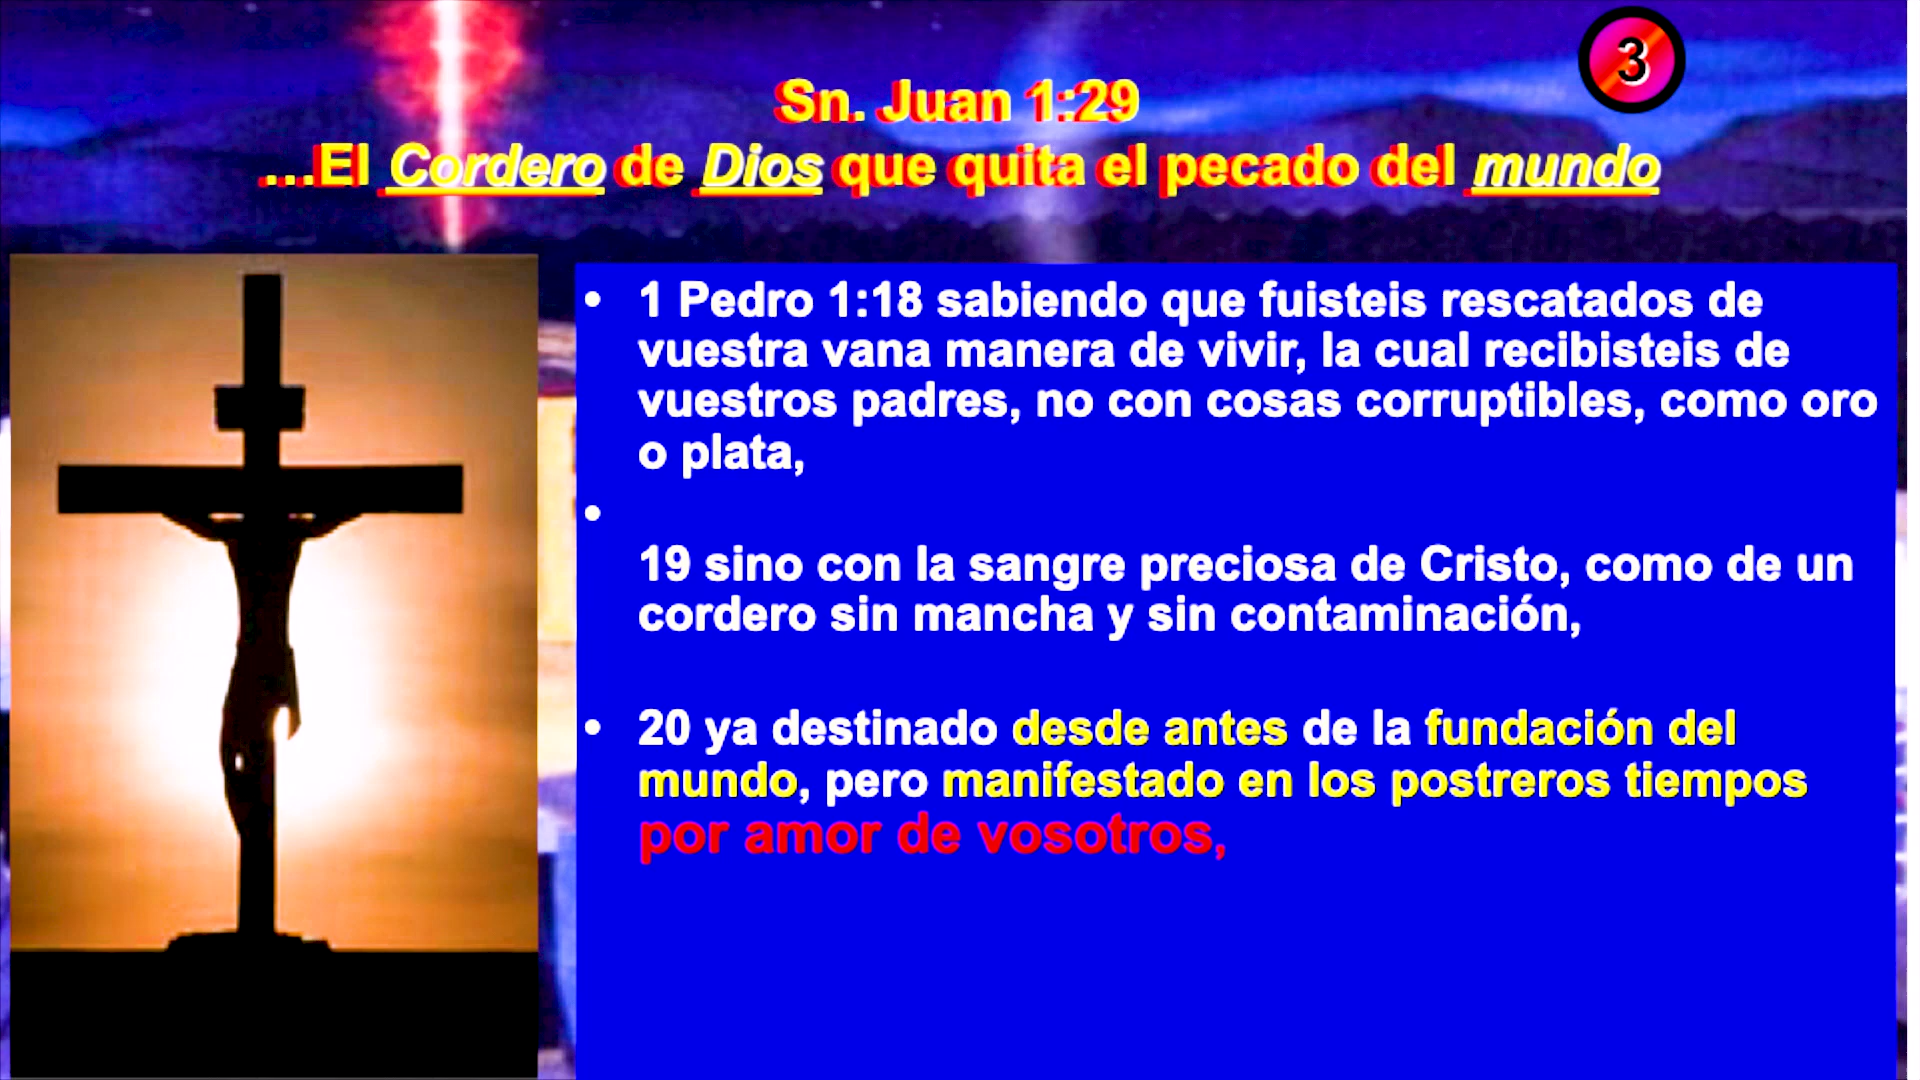 3
Sn. Juan 1:29
...El Cordero de Dios que quita el pecado del mundo
• 1 Pedro 1:18 sabiendo que fuisteis rescatados de
vuestra vana manera de vivir, la cual recibisteis de
vuestros padres, no con cosas corruptibles, como oro
o plata,
•
19 sino con la sangre preciosa de Cristo, como de un
cordero sin mancha y sin contaminación,
• 20 ya destinado desde antes de la fundación del
mundo, pero manifestado en los postreros tiempos
por amor de vosotros,